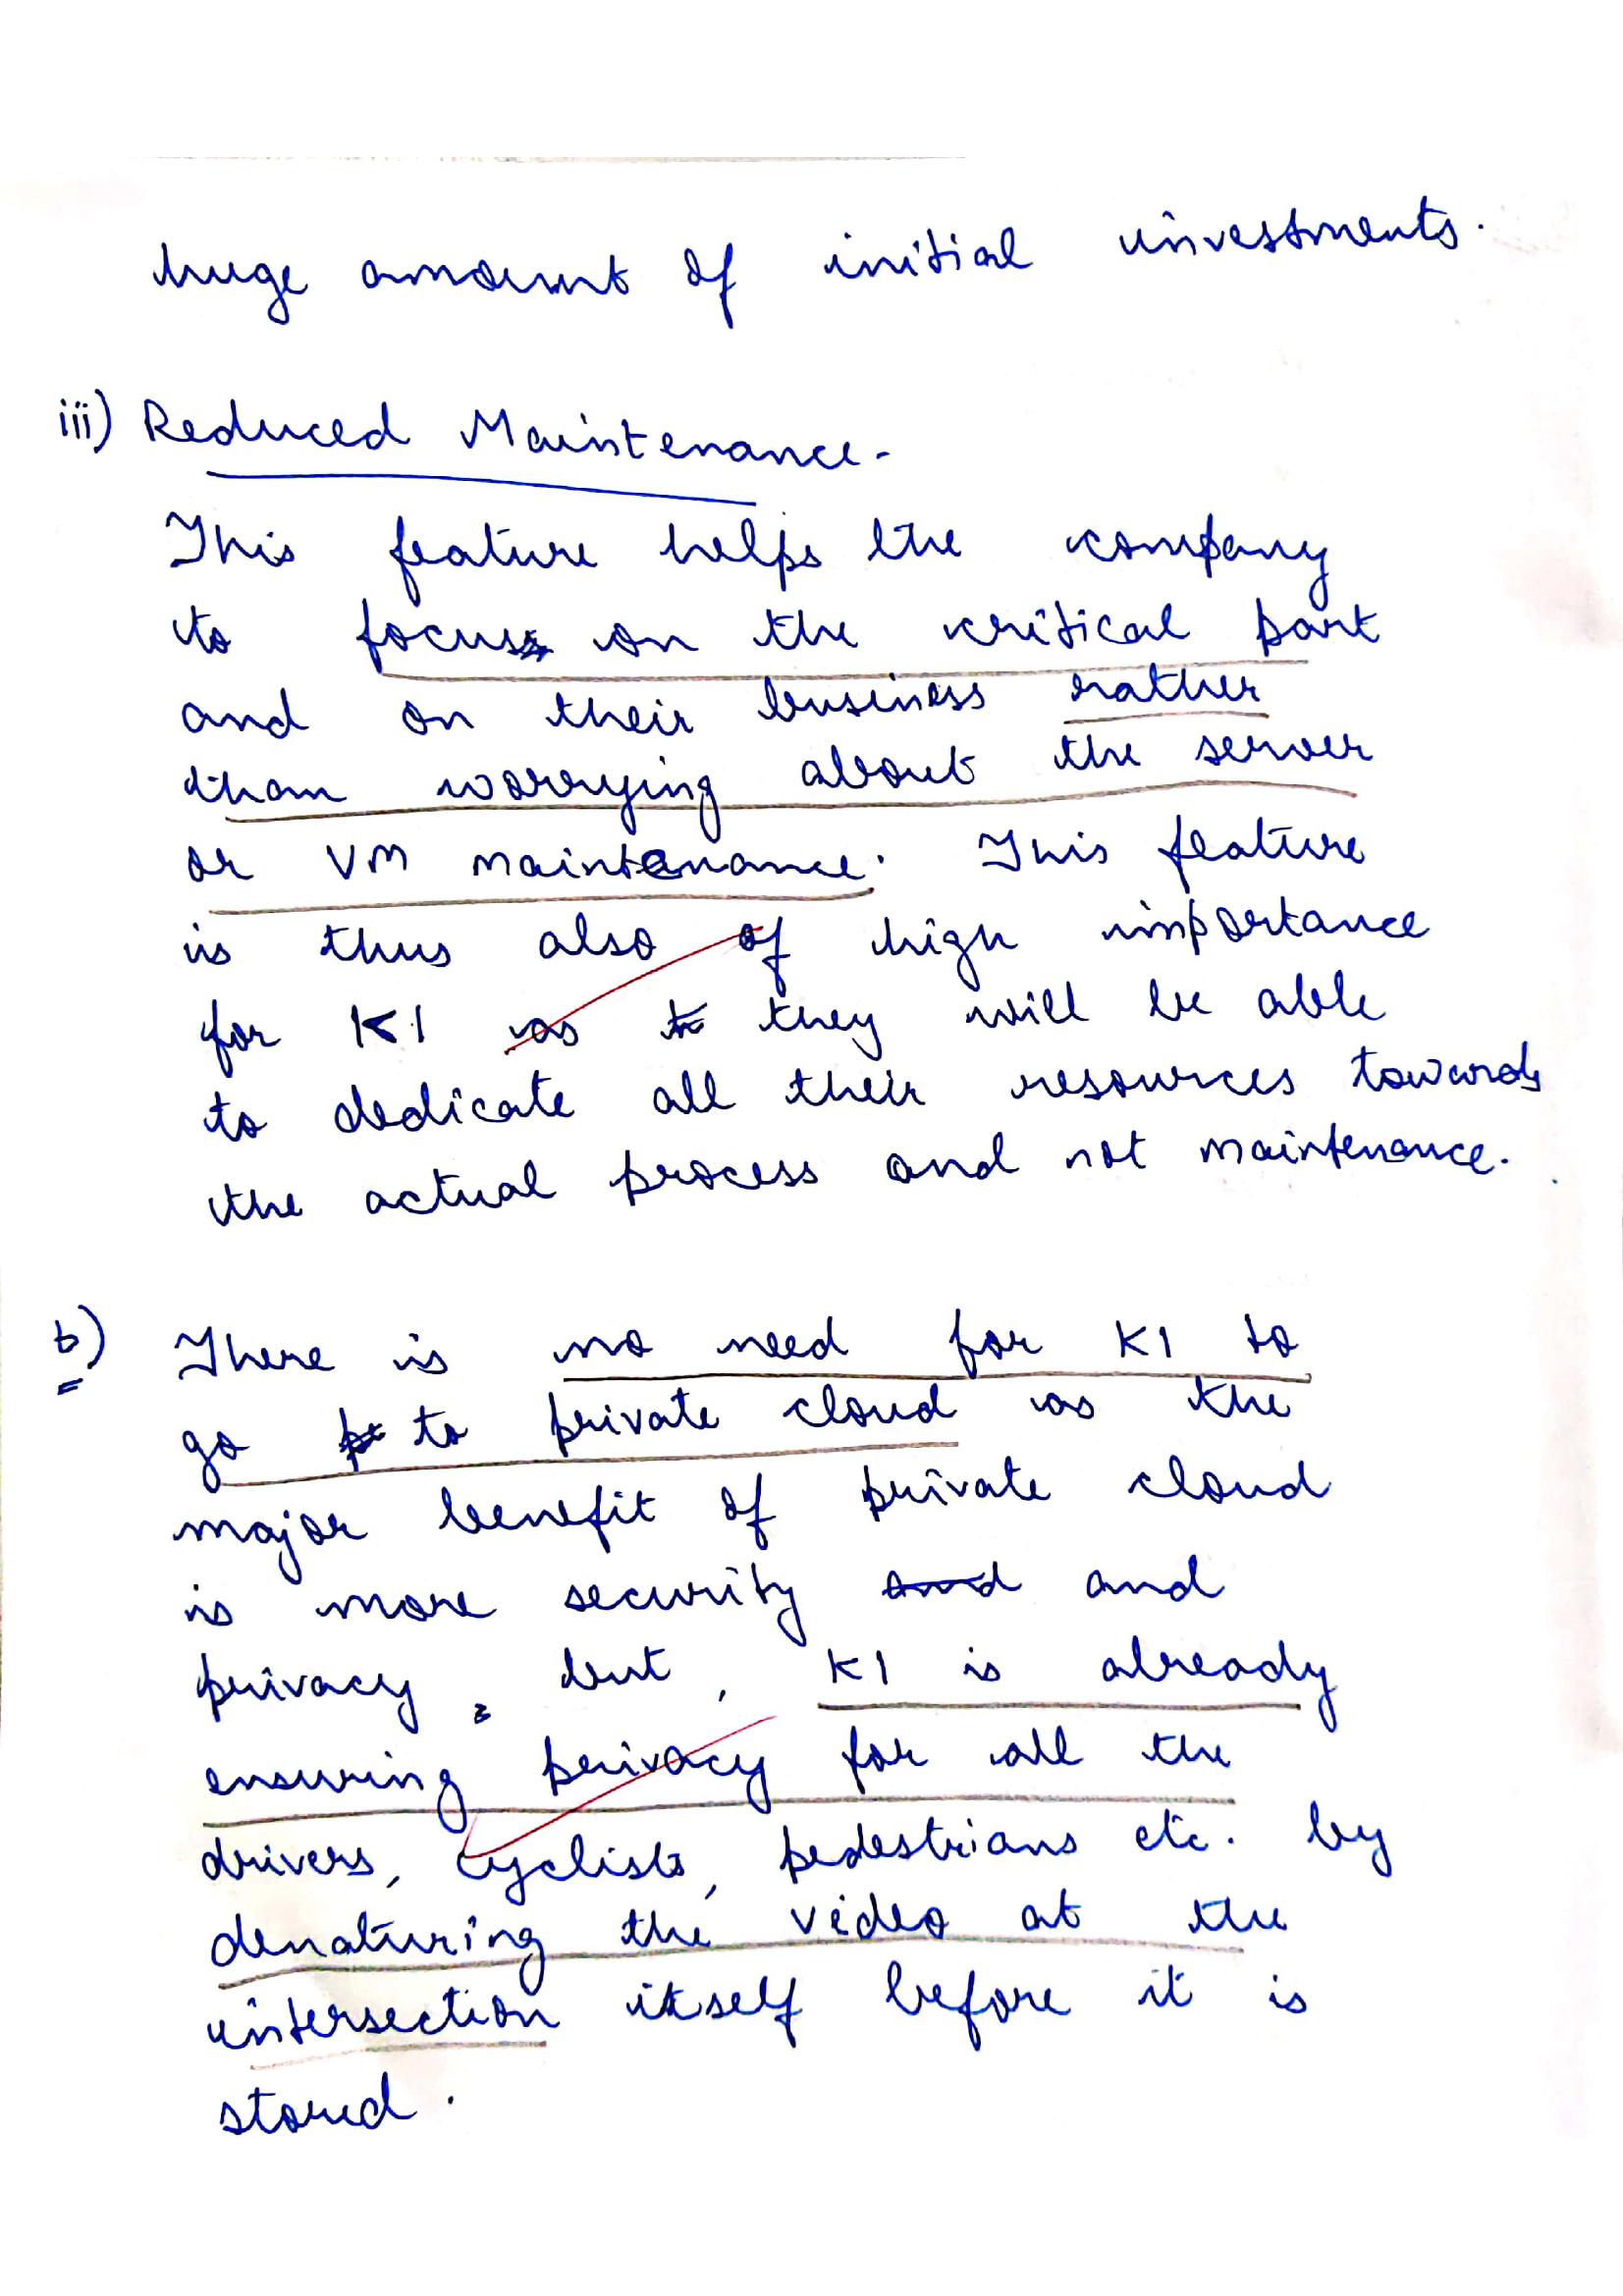 huge amount of initial investments.
iii) Reduced Maintenance.
This feature helps the company
to focus on the critical part
and on their business rather
than worrying about the server
or VM maintenance. This feature
is thus also of high importance
for K1 as they will be able
to dedicate all their resources towards
the actual process and not maintenance.
b) There is no need for K1 to
go to private cloud as the
major benefit of private cloud
is more security and and
privacy, but, K1 is already
ensuring privacy for all the
drivers, cyclists, pedestrians etc. by
denaturing the video at the
intersection itself before it is
stored.